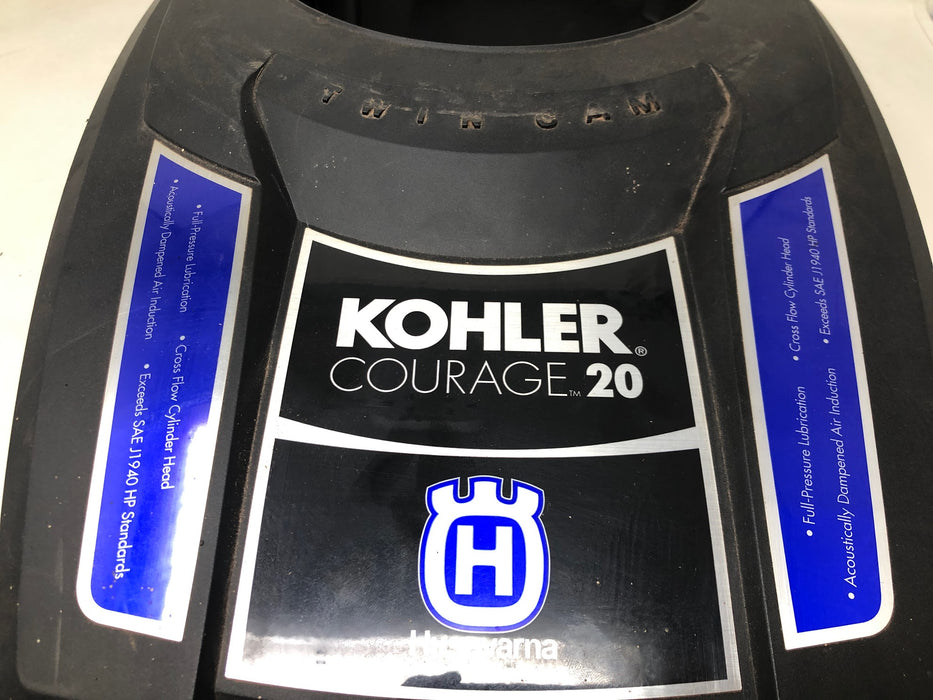 TWIN CAM
• Full-Pressure Lubrication
• Cross Flow Cylinder Head
• Acoustically Dampened Air Induction
• Exceeds SAE J1940 HP Standards
KOHLER®
COURAGE™ 20
H
Husqvarna
• Full-Pressure Lubrication
• Cross Flow Cylinder Head
• Acoustically Dampened Air Induction
• Exceeds SAE J1940 HP Standards